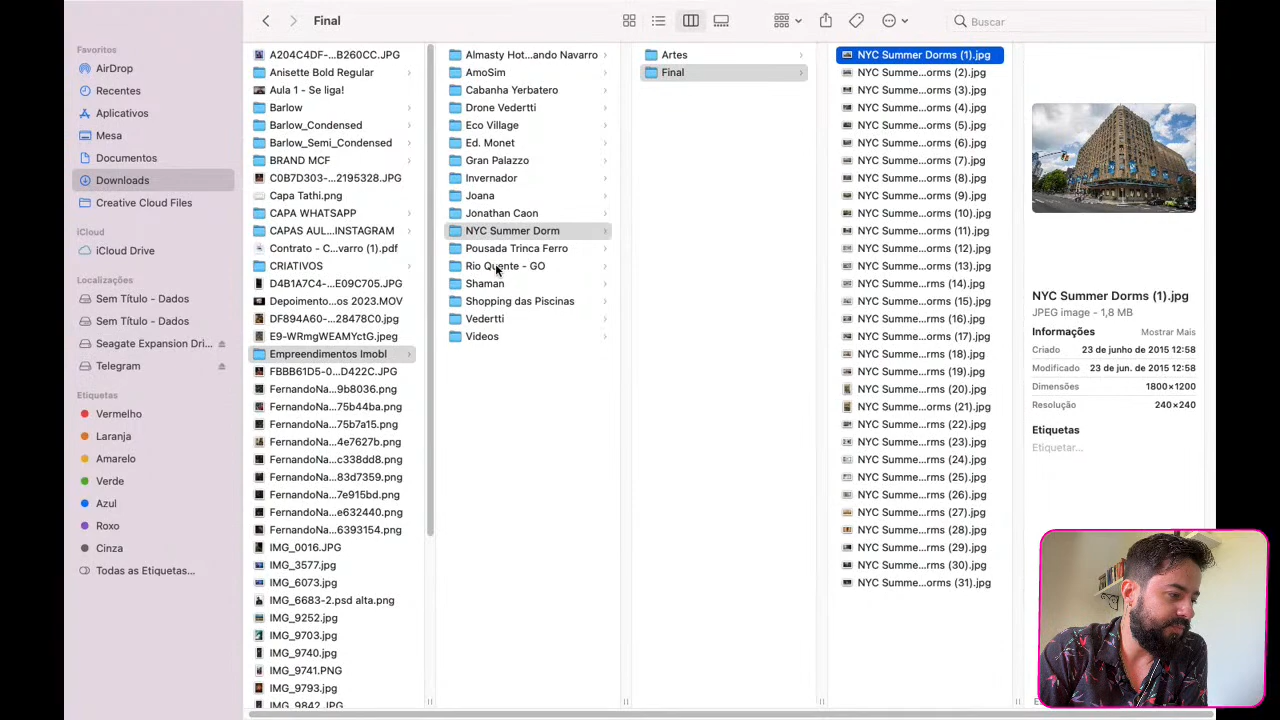 Final
Buscar
Favoritos
AirDrop
Recentes
Aplicativos
Mesa
Documentos
Downloads
Creative Cloud Files
iCloud
iCloud Drive
Localizações
Sem Título - Dados
Sem Título - Dados
Seagate Expansion Dri...
Telegram
Etiquetas
Vermelho
Laranja
Amarelo
Verde
Azul
Roxo
Cinza
Todas as Etiquetas...
A204C4DF-...B260CC.JPG
Anisette Bold Regular
Aula 1 - Se liga!
Barlow
Barlow_Condensed
Barlow_Semi_Condensed
BRAND MCF
C0B7D303-...2195328.JPG
Capa Tathi.png
CAPA WHATSAPP
CAPAS AUL...INSTAGRAM
Contrato - C...varro (1).pdf
CRIATIVOS
D4B1A7C4-...E09C705.JPG
Depoimento...os 2023.MOV
DF894A60-...28478C0.jpg
E9-WRmgWEAMYctG.jpeg
Empreendimentos Imobl
FBBB61D5-0...D422C.JPG
FernandoNa...9b8036.png
FernandoNa...75b44ba.png
FernandoNa...75b7a15.png
FernandoNa...4e7627b.png
FernandoNa...c3383d8.png
FernandoNa...83d7359.png
FernandoNa...7e915bd.png
FernandoNa...e632440.png
FernandoNa...6393154.png
IMG_0016.JPG
IMG_3577.jpg
IMG_6073.jpg
IMG_6683-2.psd alta.png
IMG_9252.jpg
IMG_9703.jpg
IMG_9740.jpg
IMG_9741.PNG
IMG_9793.jpg
IMG_9842.JPG
Almasty Hot...ando Navarro
AmoSim
Cabanha Yerbatero
Drone Vedertti
Eco Village
Ed. Monet
Gran Palazzo
Invernador
Joana
Jonathan Caon
NYC Summer Dorm
Pousada Trinca Ferro
Rio Quente - GO
Shaman
Shopping das Piscinas
Vedertti
Videos
Artes
Final
NYC Summer Dorms (1).jpg
NYC Summe...orms (2).jpg
NYC Summe...orms (3).jpg
NYC Summe...orms (4).jpg
NYC Summe...orms (5).jpg
NYC Summe...orms (6).jpg
NYC Summe...orms (7).jpg
NYC Summe...orms (8).jpg
NYC Summe...orms (9).jpg
NYC Summe...orms (10).jpg
NYC Summe...orms (11).jpg
NYC Summe...orms (12).jpg
NYC Summe...orms (13).jpg
NYC Summe...orms (14).jpg
NYC Summe...orms (15).jpg
NYC Summe...rms (16).jpg
NYC Summe...orms (17).jpg
NYC Summe...rms (18).jpg
NYC Summe...rms (19).jpg
NYC Summe...rms (20).jpg
NYC Summe...orms (21).jpg
NYC Summe...rms (22).jpg
NYC Summe...rms (23).jpg
NYC Summe...rms (24).jpg
NYC Summe...rms (25).jpg
NYC Summe...rms (26).jpg
NYC Summe...rms (27).jpg
NYC Summe...rms (28).jpg
NYC Summe...rms (29).jpg
NYC Summe...rms (30).jpg
NYC Summe...orms (31).jpg
NYC Summer Dorms (1).jpg
JPEG image - 1,8 MB
Informações Mostrar Mais
Criado 23 de junho de 2015 12:58
Modificado 23 de jun. de 2015 12:58
Dimensões 1800×1200
Resolução 240×240
Etiquetas
Etiquetar...